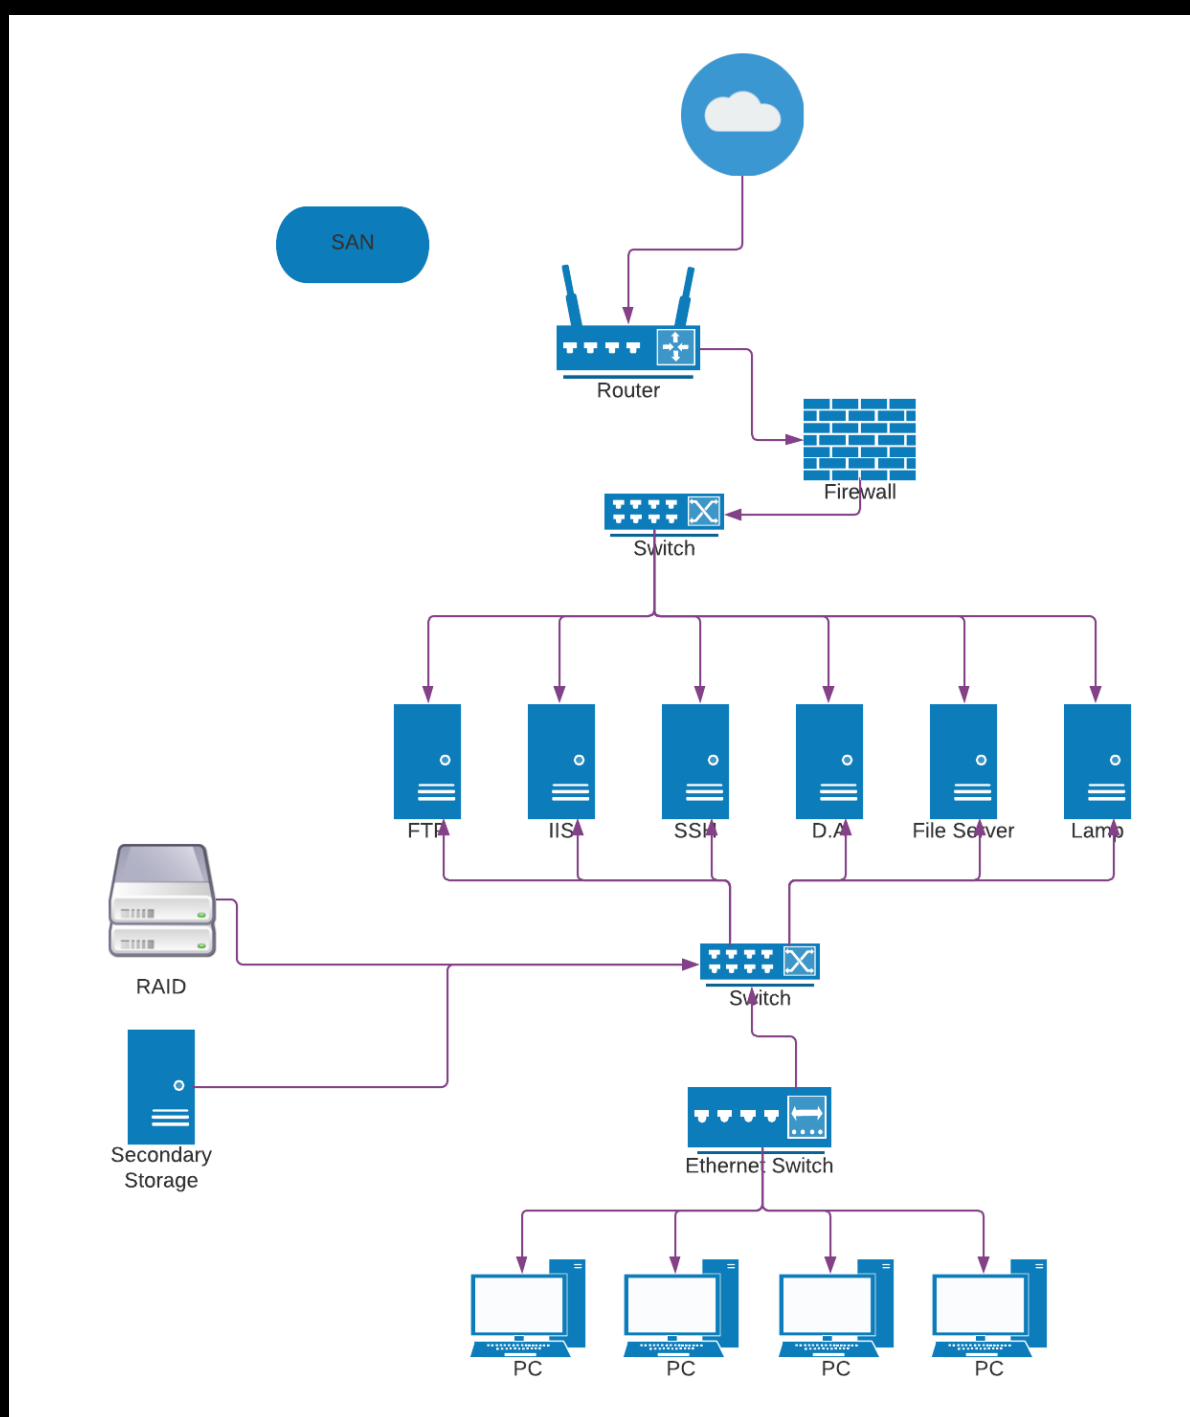 SAN
Router
Firewall
Switch
FTP
IIS
SSH
D.A
File Server
Lamp
RAID
Switch
Secondary
Storage
Ethernet Switch
PC
PC
PC
PC